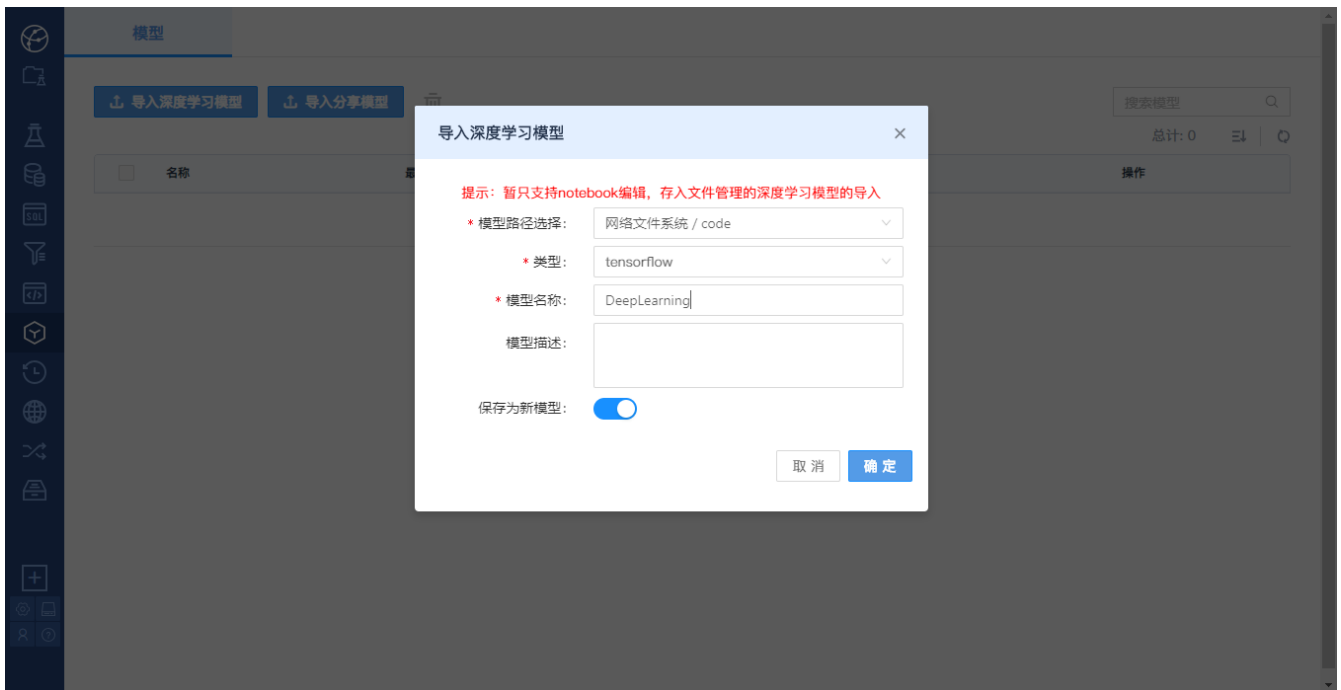 模型
导入深度学习模型
导入分享模型
搜索模型
总计: 0
名称
操作
SQL
导入深度学习模型
提示：暂只支持notebook编辑，存入文件管理的深度学习模型的导入
* 模型路径选择:
网络文件系统 / code
* 类型:
tensorflow
* 模型名称:
DeepLearning
模型描述:
保存为新模型:
取 消
确 定